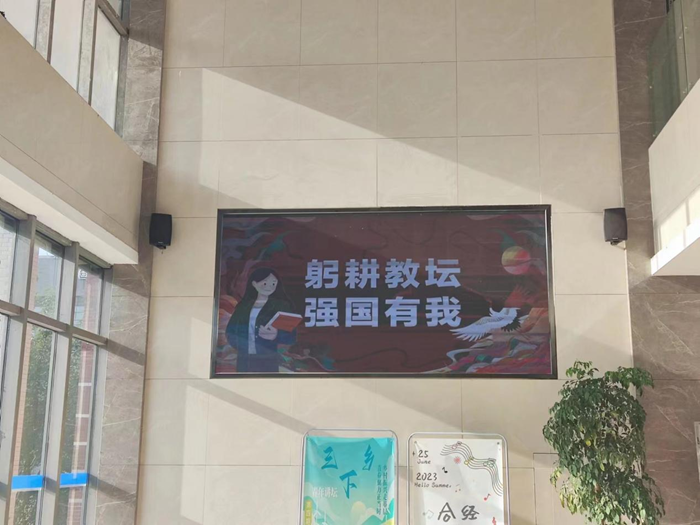 躬耕教坛
强国有我
三下乡
25
June
2023
Hello Summer
合经